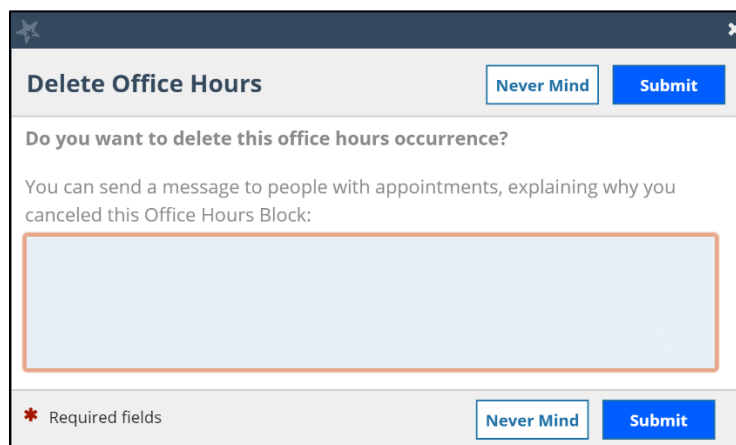 Delete Office Hours
Never Mind
Submit
Do you want to delete this office hours occurrence?
You can send a message to people with appointments, explaining why you
canceled this Office Hours Block:
* Required fields
Never Mind
Submit